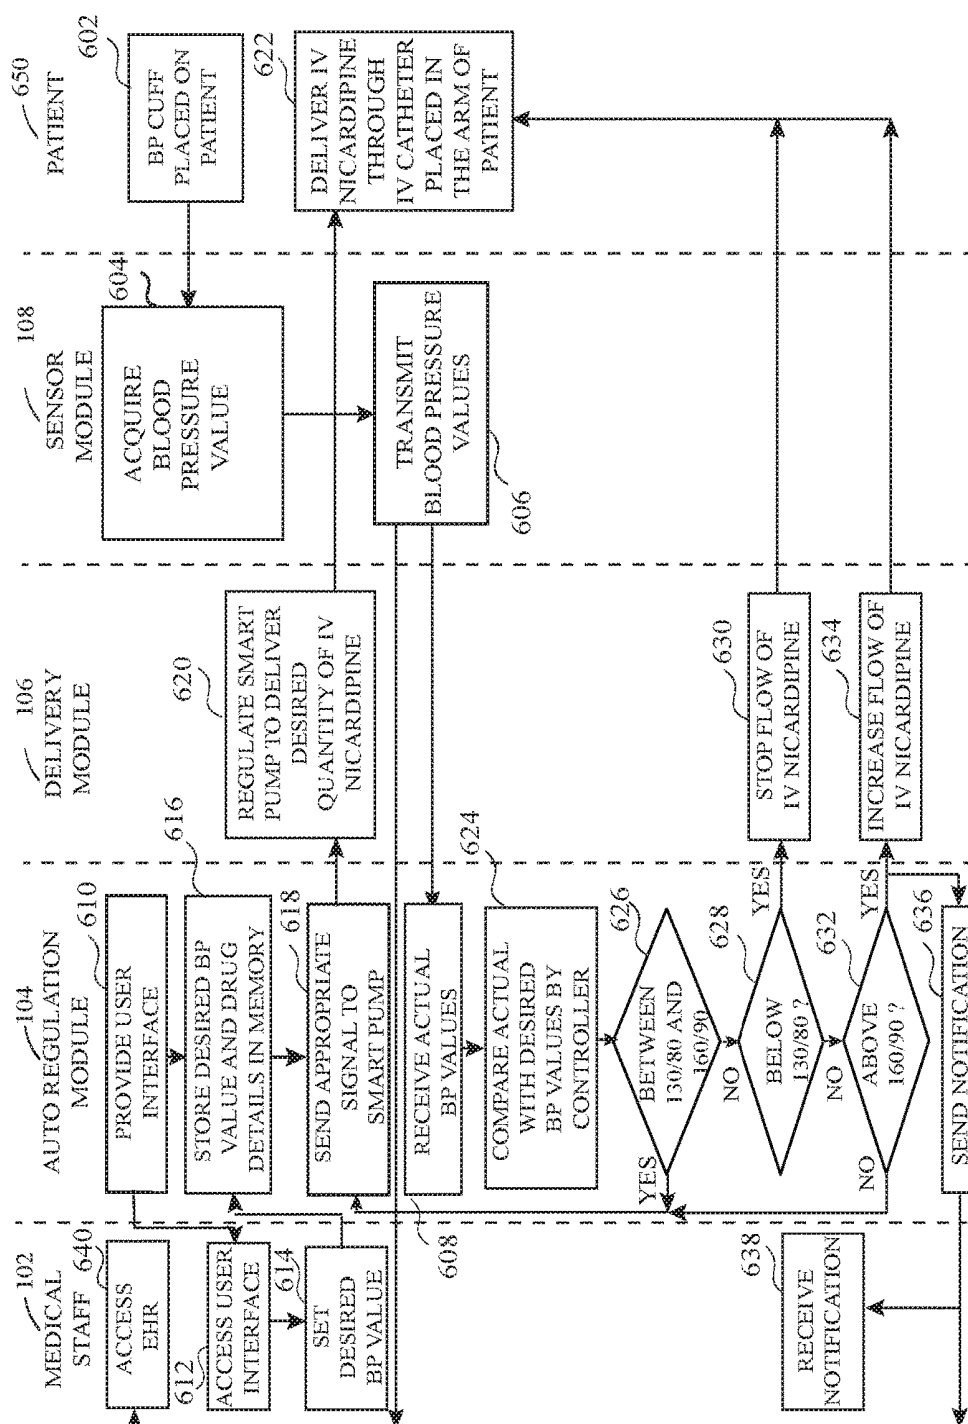 102
MEDICAL
STAFF
640
ACCESS
EHR
612
ACCESS USER
INTERFACE
614
SET
DESIRED
BP VALUE
638
RECEIVE
NOTIFICATION
104
AUTO REGULATION
MODULE
610
PROVIDE USER
INTERFACE
616
STORE DESIRED BP
VALUE AND DRUG
DETAILS IN MEMORY
618
SEND APPROPRIATE
SIGNAL TO
SMART PUMP
608
RECEIVE ACTUAL
BP VALUES
624
COMPARE ACTUAL
WITH DESIRED
BP VALUES BY
CONTROLLER
626
BETWEEN
130/80 AND
160/90
YES
NO
628
BELOW
130/80 ?
YES
NO
632
ABOVE
160/90 ?
YES
NO
636
SEND NOTIFICATION
106
DELIVERY
MODULE
620
REGULATE SMART
PUMP TO DELIVER
DESIRED
QUANTITY OF IV
NICARDIPINE
630
STOP FLOW OF
IV NICARDIPINE
634
INCREASE FLOW OF
IV NICARDIPINE
108
SENSOR
MODULE
604
ACQUIRE
BLOOD
PRESSURE
VALUE
TRANSMIT
BLOOD PRESSURE
VALUES
606
650
PATIENT
602
BP CUFF
PLACED ON
PATIENT
622
DELIVER IV
NICARDIPINE
THROUGH
IV CATHETER
PLACED IN
THE ARM OF
PATIENT